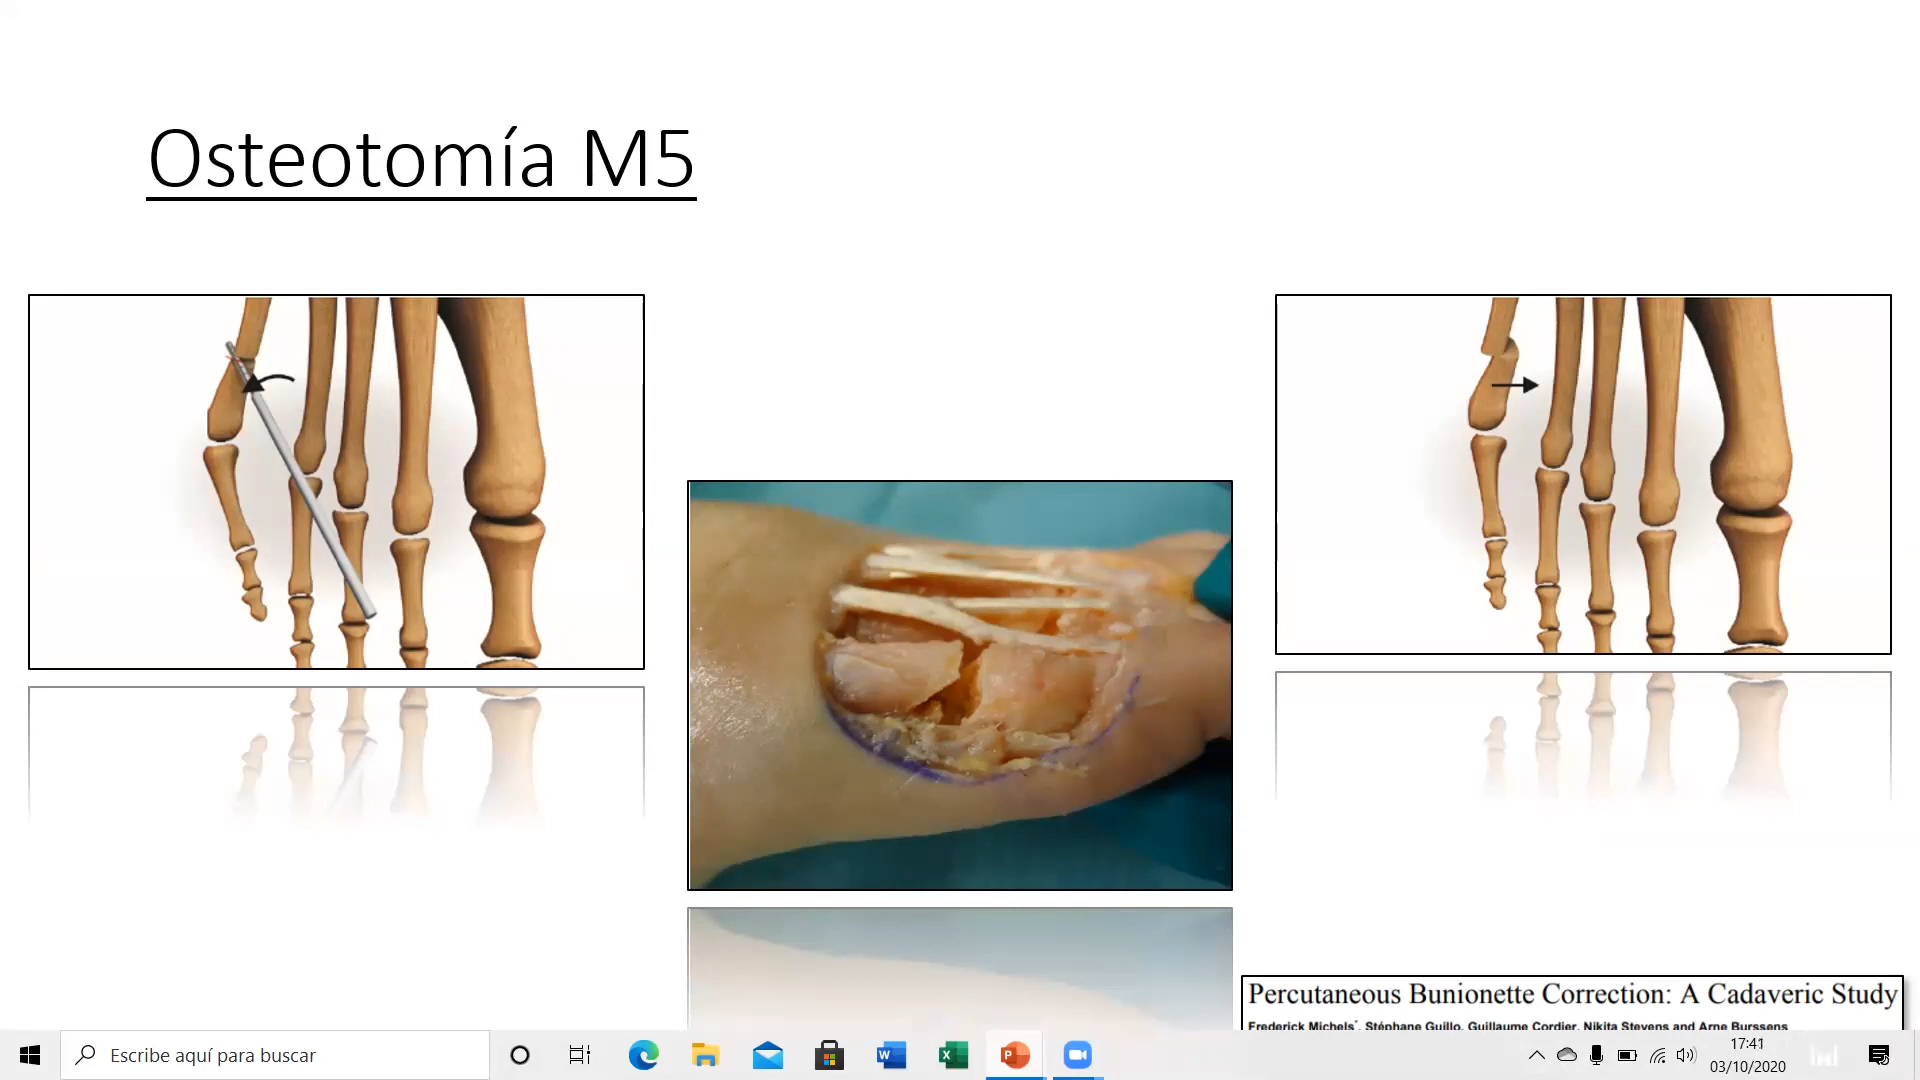 Osteotomía M5
Percutaneous Bunionette Correction: A Cadaveric Study
Frederick Michels*, Stéphane Guillo, Guillaume Cordier, Nikita Stevens and Arne Burssens
Escribe aquí para buscar
17:41
03/10/2020